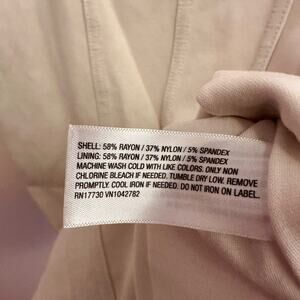 SHELL: 58% RAYON / 37% NYLON / 5% SPANDEX
LINING: 58% RAYON / 37% NYLON / 5% SPANDEX
MACHINE WASH COLD WITH LIKE COLORS. ONLY NON
CHLORINE BLEACH IF NEEDED. TUMBLE DRY LOW. REMOVE
PROMPTLY. COOL IRON IF NEEDED. DO NOT IRON ON LABEL.
RN17730 VN1042782